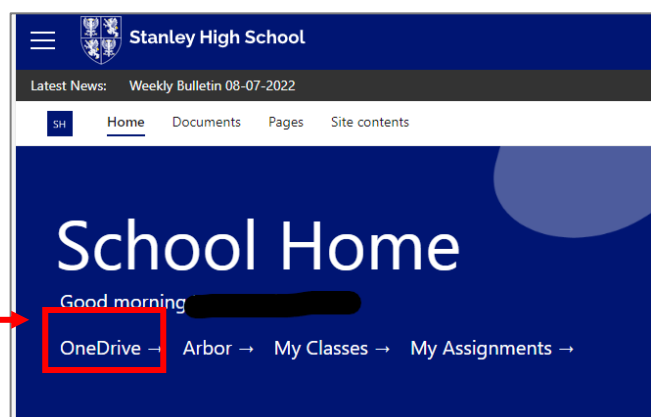 Stanley High School
Latest News: Weekly Bulletin 08-07-2022
SH Home Documents Pages Site contents
School Home
Good morning
OneDrive → Arbor → My Classes → My Assignments →